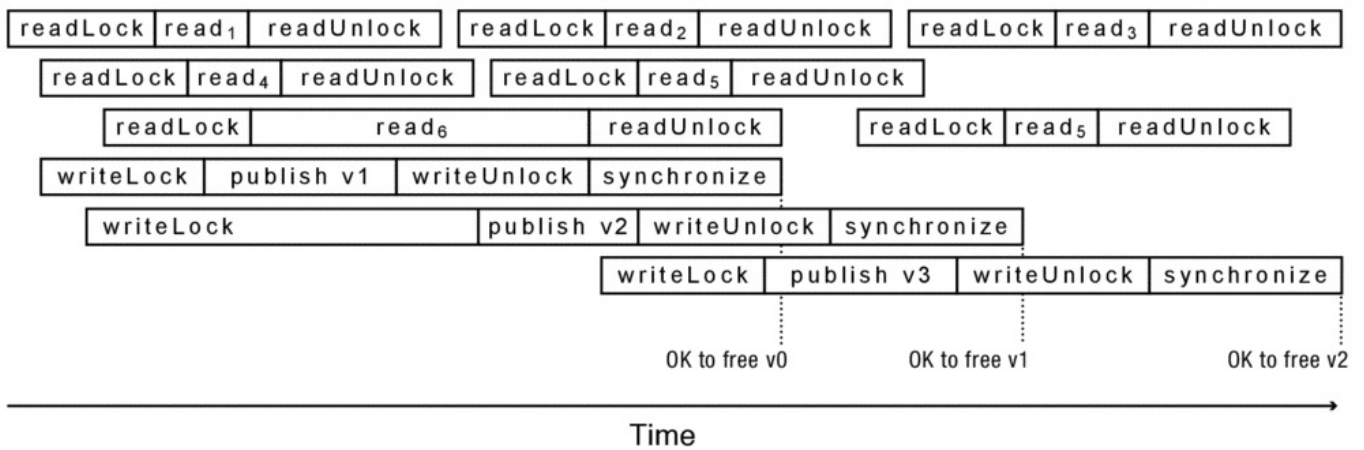 readLock read₁ readUnlock readLock read₂ readUnlock readLock read₃ readUnlock
readLock read₄ readUnlock readLock read₅ readUnlock
readLock read₆ readUnlock readLock read₅ readUnlock
writeLock publish v1 writeUnlock synchronize
writeLock publish v2 writeUnlock synchronize
writeLock publish v3 writeUnlock synchronize
OK to free v0 OK to free v1 OK to free v2
Time